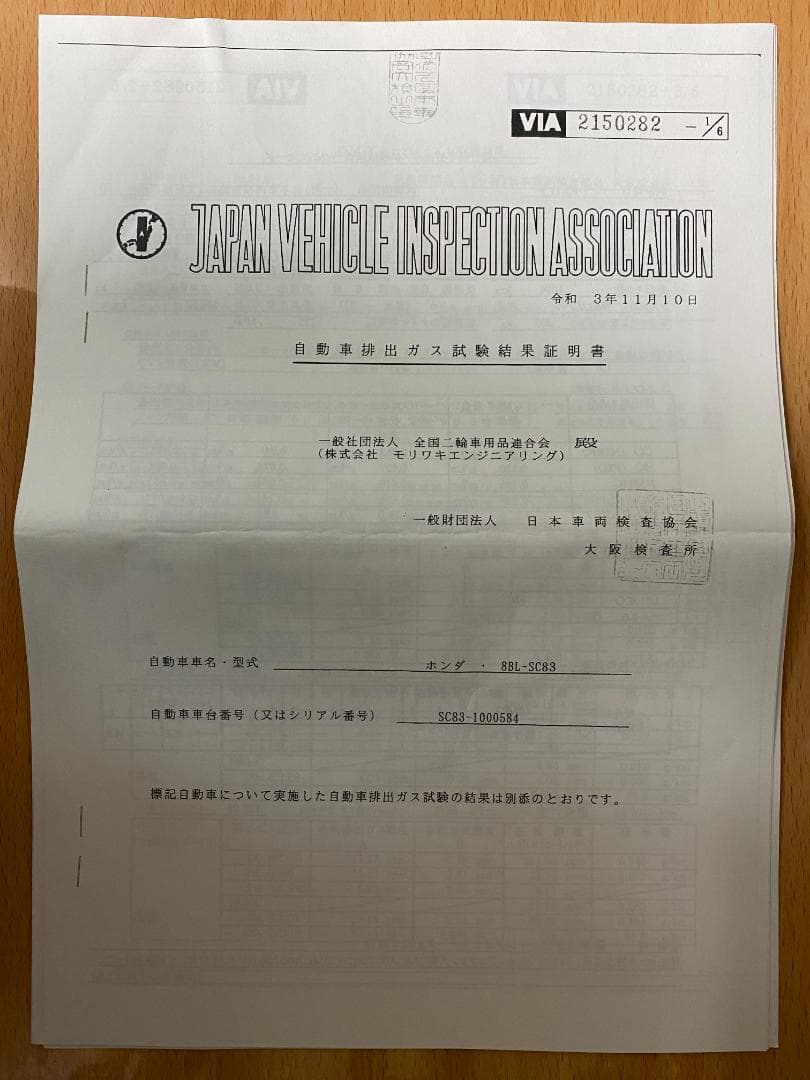 VIA 2150282 -1/6
JAPAN VEHICLE INSPECTION ASSOCIATION
令和 3年11月10日
自動車排出ガス試験結果証明書
一般社団法人 全国二輪車用品連合会 殿
(株式会社 モリワキエンジニアリング)
一般財団法人 日本車両検査協会
大阪検査所
自動車車名・型式 ホンダ ・ 8BL-SC83
自動車車台番号(又はシリアル番号) SC83-1000584
標記自動車について実施した自動車排出ガス試験の結果は別添のとおりです。